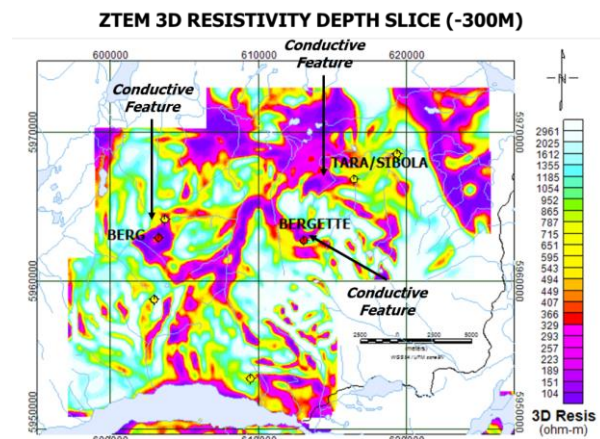 ZTEM 3D RESISTIVITY DEPTH SLICE (-300M)
Conductive
Feature
600000
610000
620000
Conductive
Feature
N
5970000
5970000
TARA/SIBOLA
BERG
BERGETTE
5960000
5960000
Conductive
Feature
2500
0
2500
5000
5950000
2961
2025
1612
1355
1185
1054
952
865
787
715
651
595
543
494
449
407
366
329
293
257
223
189
151
104
3D Resis
(ohm-m)